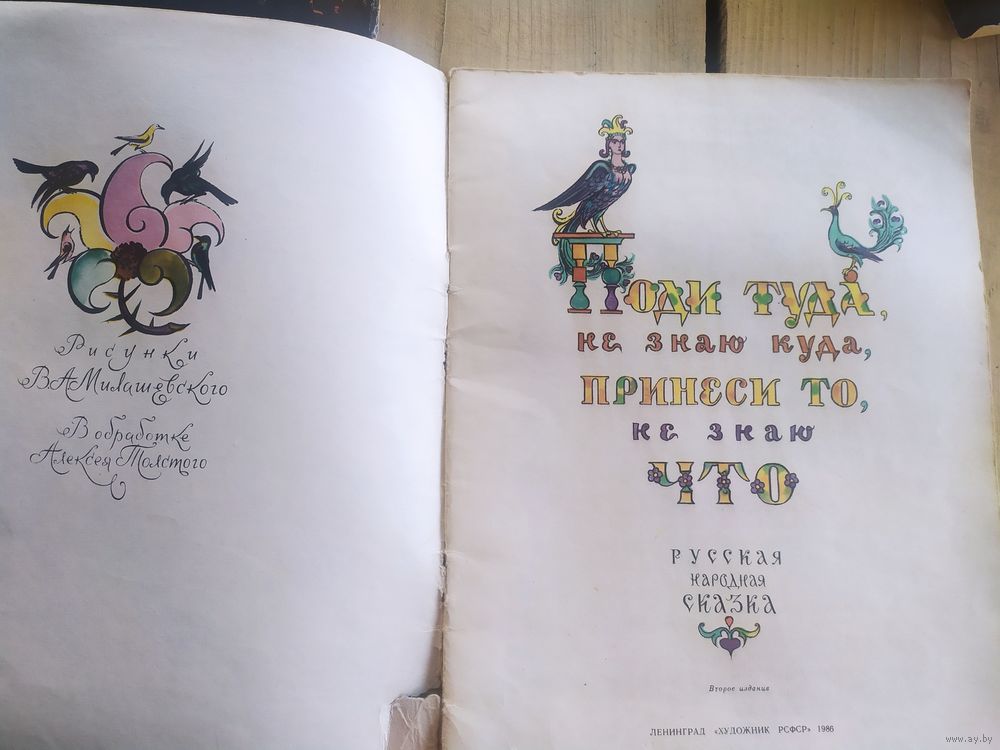 Рисунки
В.А.Милашевского
В обработке
Алексея Толстого
Поди туда,
не знаю куда,
принеси то,
не знаю
что
русская
народная
сказка
Второе издание
ЛЕНИНГРАД «ХУДОЖНИК РСФСР» 1986
www.ay.by